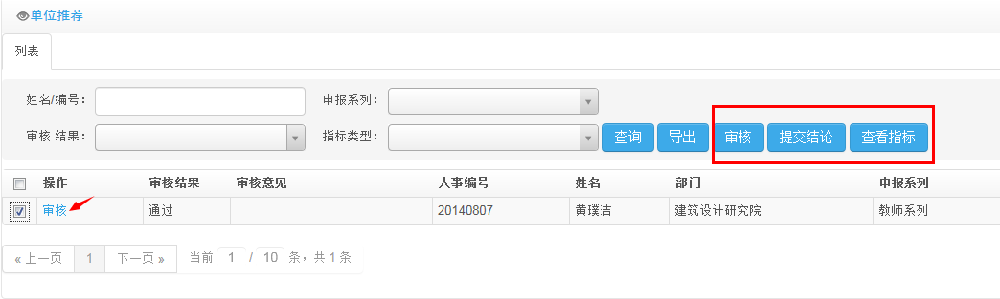 单位推荐
列表
姓名/编号： 申报系列：
审核 结果： 指标类型： 查询 导出 审核 提交结论 查看指标
操作 审核结果 审核意见 人事编号 姓名 部门 申报系列
审核 通过 20140807 黄璞洁 建筑设计研究院 教师系列
« 上一页 1 下一页 » 当前 1 / 10 条，共 1 条